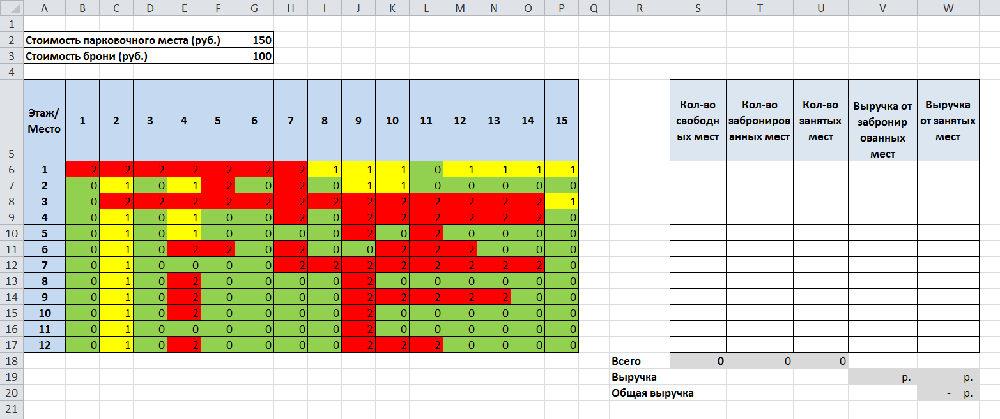 A B C D E F G H I J K L M N O P Q R S T U V W
1
2 Стоимость парковочного места (руб.) 150
3 Стоимость брони (руб.) 100
4
5 Этаж/ Место 1 2 3 4 5 6 7 8 9 10 11 12 13 14 15 Кол-во свободн ых мест Кол-во заброниров анных мест Кол-во занятых мест Выручка от забронир ованных мест Выручка от занятых мест
6 1 2 2 2 2 2 2 2 1 1 1 0 1 1 1 1
7 2 0 1 0 1 2 0 2 0 1 1 0 0 0 0 0
8 3 0 2 2 2 2 2 2 2 2 2 2 2 2 2 1
9 4 0 1 0 1 0 0 2 0 2 2 2 2 2 2 0
10 5 0 1 0 1 0 0 0 0 2 0 2 0 0 0 0
11 6 0 1 0 2 2 0 2 0 0 2 2 2 0 0 0
12 7 0 1 0 0 0 0 2 2 2 2 2 2 2 2 0
13 8 0 1 0 2 0 0 0 0 2 0 0 0 0 0 0
14 9 0 1 0 2 0 0 0 0 2 2 2 2 2 0 0
15 10 0 1 0 2 0 0 0 0 2 0 0 0 0 0 0
16 11 0 1 0 0 0 0 0 0 2 0 0 0 0 0 0
17 12 0 1 0 2 0 0 0 0 2 2 2 0 0 0 0
18 Всего 0 0 0
19 Выручка - р. - р.
20 Общая выручка - р.
21